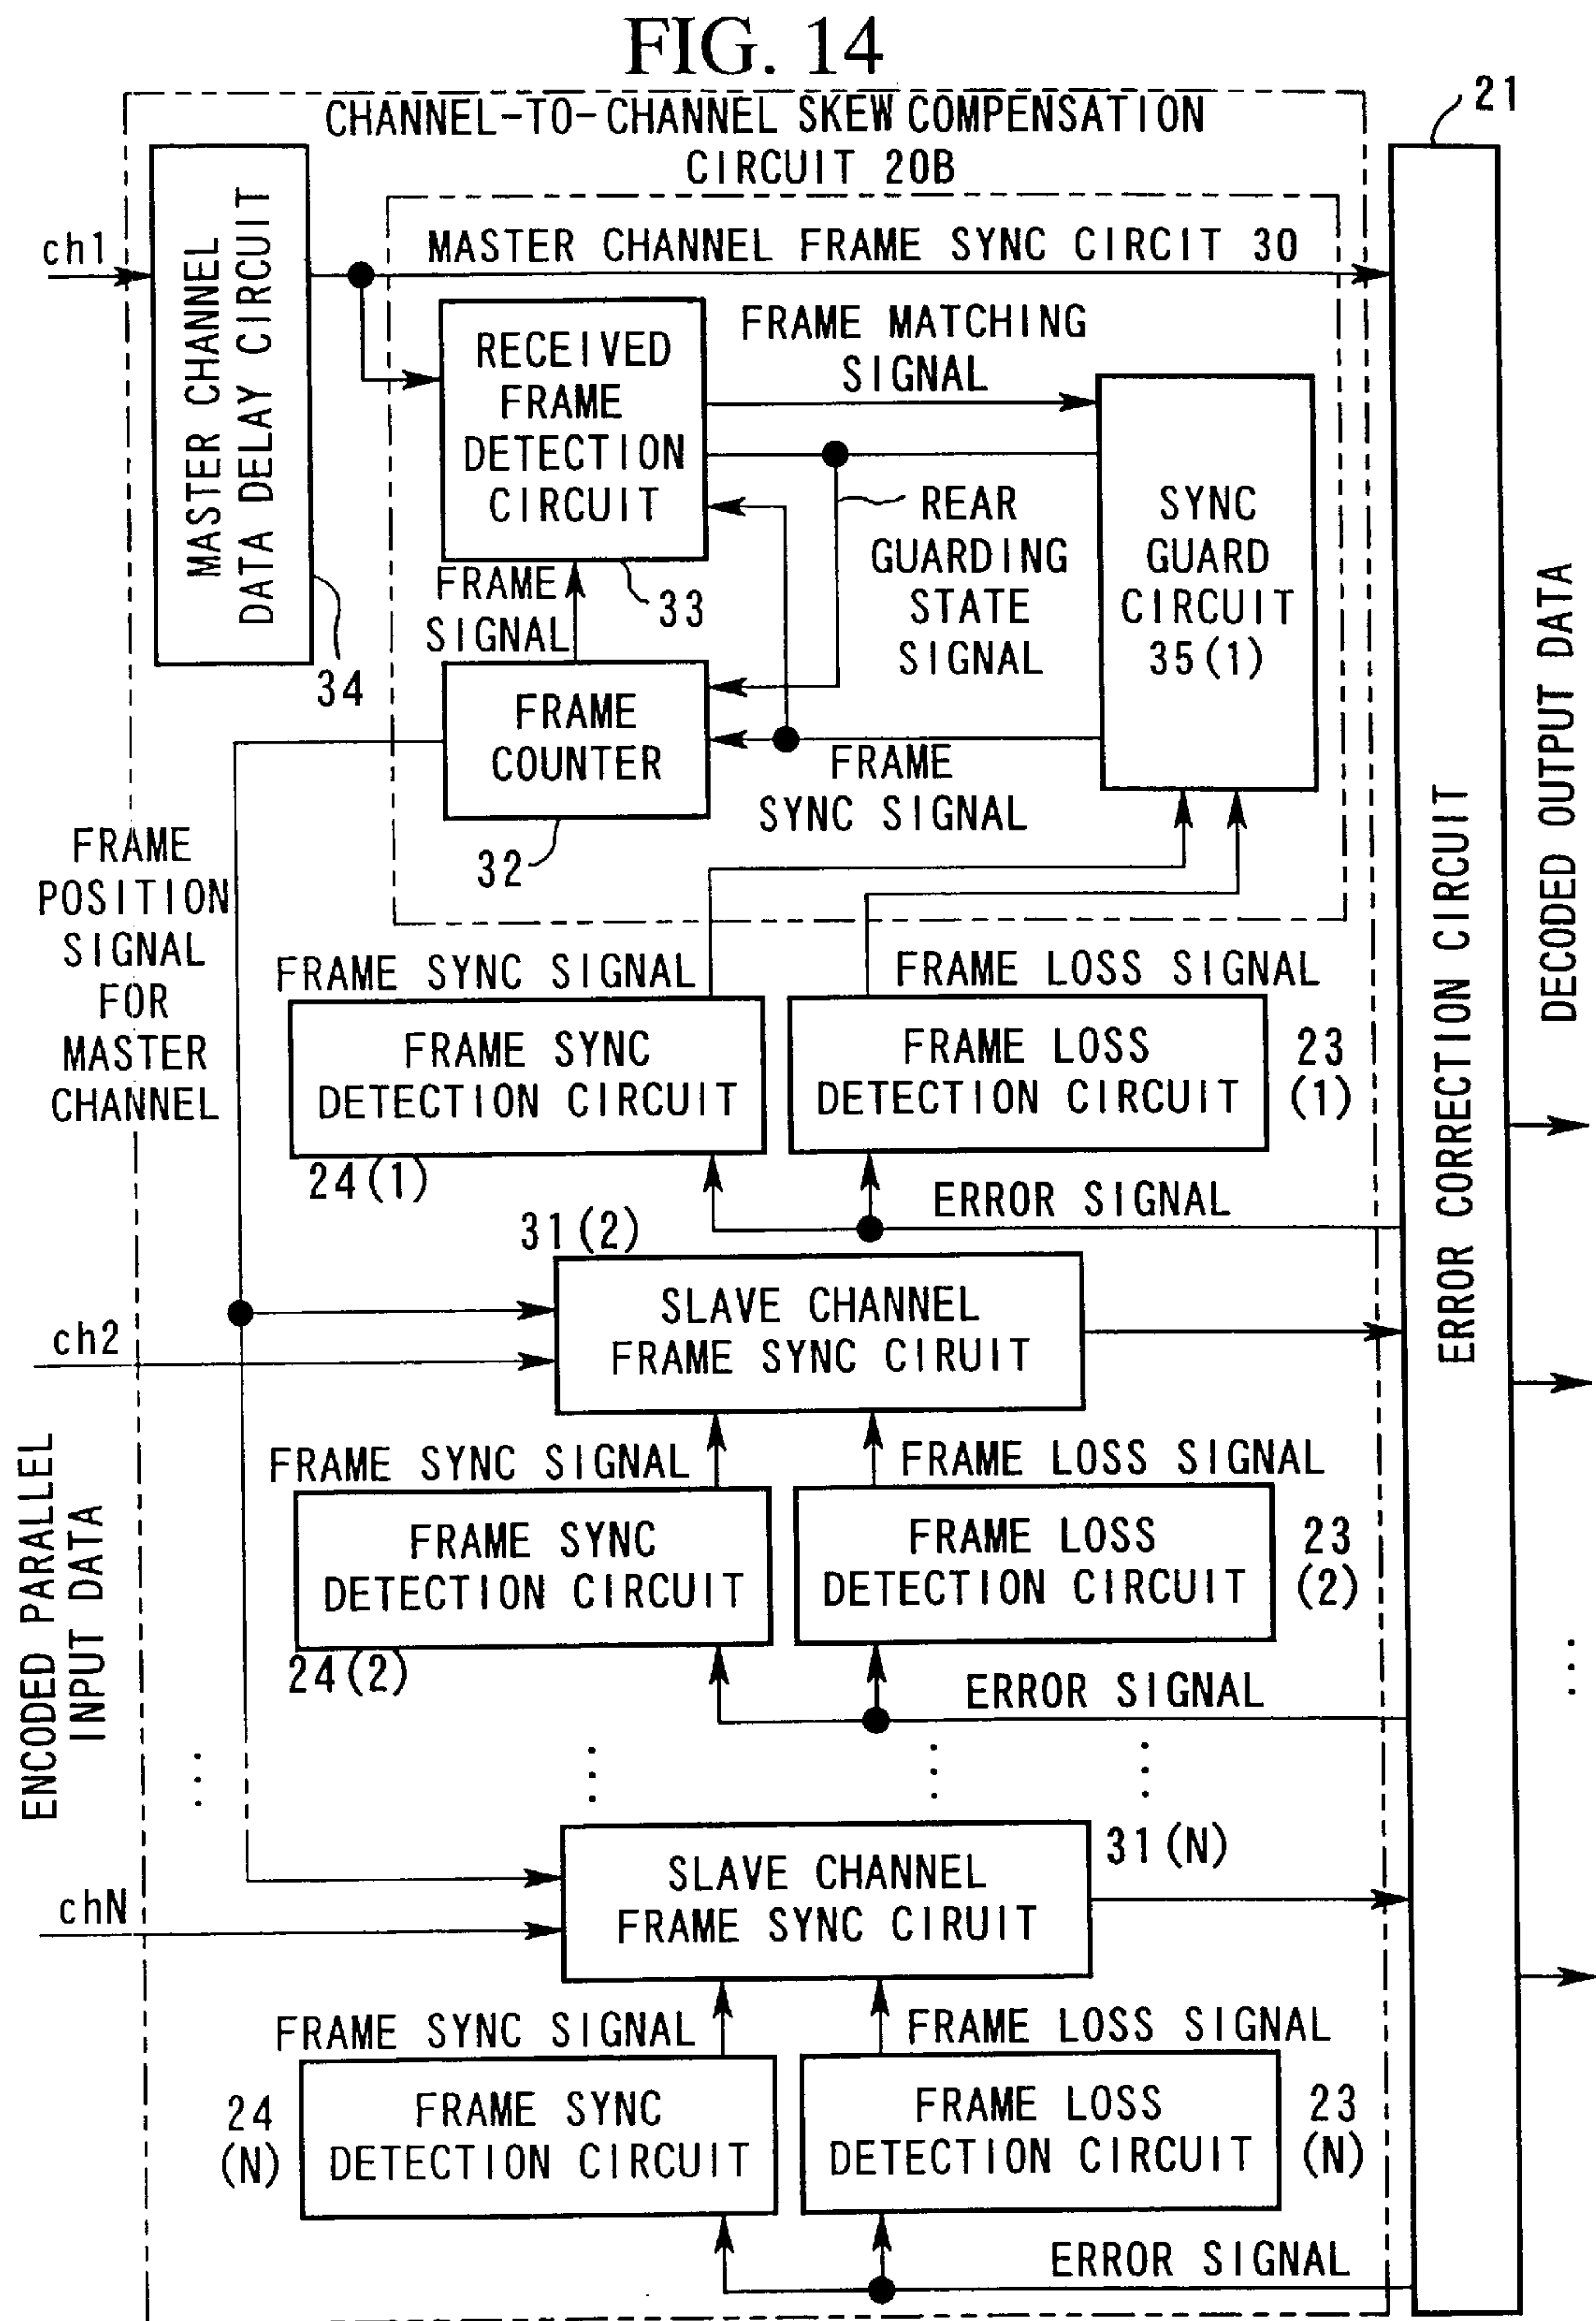 FIG. 14
21
CHANNEL-TO-CHANNEL SKEW COMPENSATION
CIRCUIT 20B
ch1
MASTER CHANNEL
DATA DELAY CIRCUIT
34
MASTER CHANNEL FRAME SYNC CIRCIT 30
RECEIVED
FRAME
DETECTION
CIRCUIT
33
FRAME MATCHING
SIGNAL
REAR
GUARDING
STATE
SIGNAL
SYNC
GUARD
CIRCUIT
35(1)
FRAME
SIGNAL
FRAME
COUNTER
32
FRAME
SYNC SIGNAL
FRAME
POSITION
SIGNAL
FOR
MASTER
CHANNEL
FRAME SYNC SIGNAL
FRAME LOSS SIGNAL
FRAME SYNC
DETECTION CIRCUIT
24(1)
FRAME LOSS
DETECTION CIRCUIT
23
(1)
ERROR SIGNAL
ERROR CORRECTION CIRCUIT
DECODED OUTPUT DATA
31(2)
SLAVE CHANNEL
FRAME SYNC CIRUIT
ch2
ENCODED PARALLEL
INPUT DATA
FRAME SYNC SIGNAL
FRAME LOSS SIGNAL
FRAME SYNC
DETECTION CIRCUIT
24(2)
FRAME LOSS
DETECTION CIRCUIT
23
(2)
ERROR SIGNAL
31(N)
SLAVE CHANNEL
FRAME SYNC CIRUIT
chN
FRAME SYNC SIGNAL
FRAME LOSS SIGNAL
24
(N)
FRAME SYNC
DETECTION CIRCUIT
FRAME LOSS
DETECTION CIRCUIT
23
(N)
ERROR SIGNAL